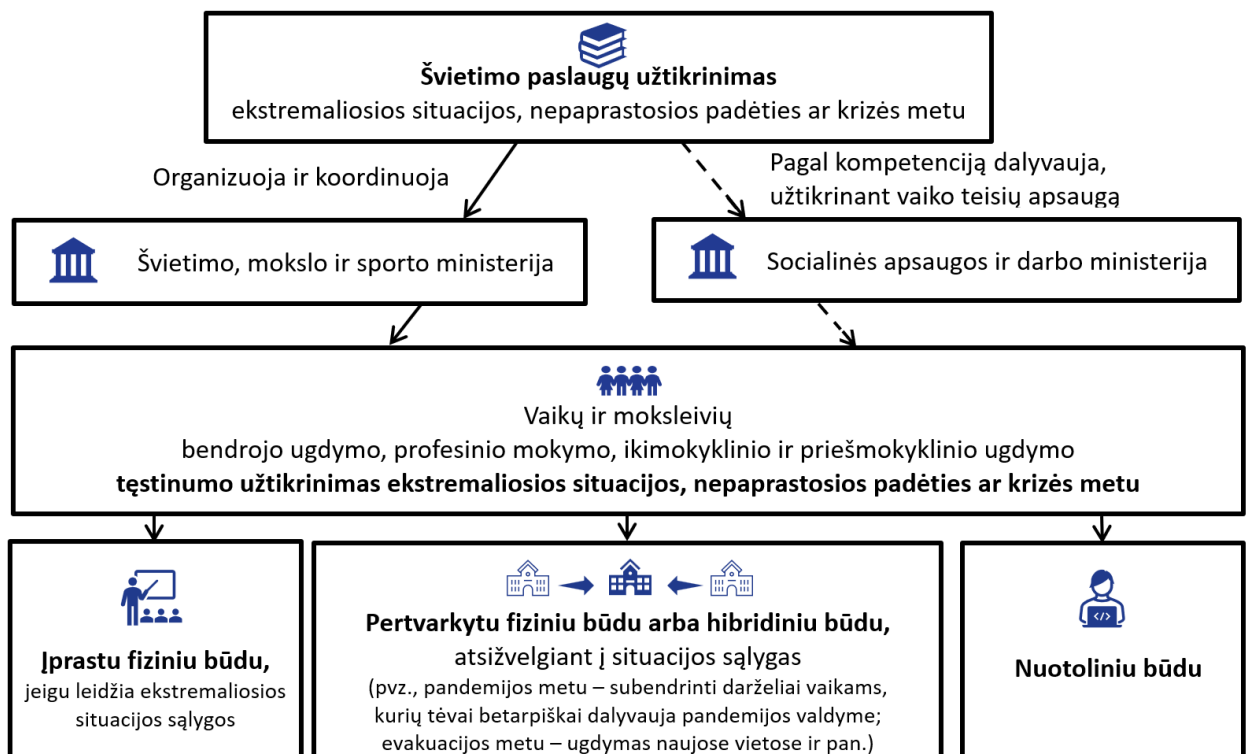 Švietimo paslaugų užtikrinimas
ekstremaliosios situacijos, nepaprastosios padėties ar krizės metu
Organizuoja ir koordinuoja
Pagal kompetenciją dalyvauja,
užtikrinant vaiko teisių apsaugą
Švietimo, mokslo ir sporto ministerija
Socialinės apsaugos ir darbo ministerija
Vaikų ir moksleivių
bendrojo ugdymo, profesinio mokymo, ikimokyklinio ir priešmokyklinio ugdymo
tęstinumo užtikrinimas ekstremaliosios situacijos, nepaprastosios padėties ar krizės metu
Įprastu fiziniu būdu,
jeigu leidžia ekstremaliosios
situacijos sąlygos
Pertvarkytu fiziniu būdu arba hibridiniu būdu,
atsižvelgiant į situacijos sąlygas
(pvz., pandemijos metu – subendrinti darželiai vaikams,
kurių tėvai betarpiškai dalyvauja pandemijos valdyme;
evakuacijos metu – ugdymas naujose vietose ir pan.)
</> 
Nuotoliniu būdu